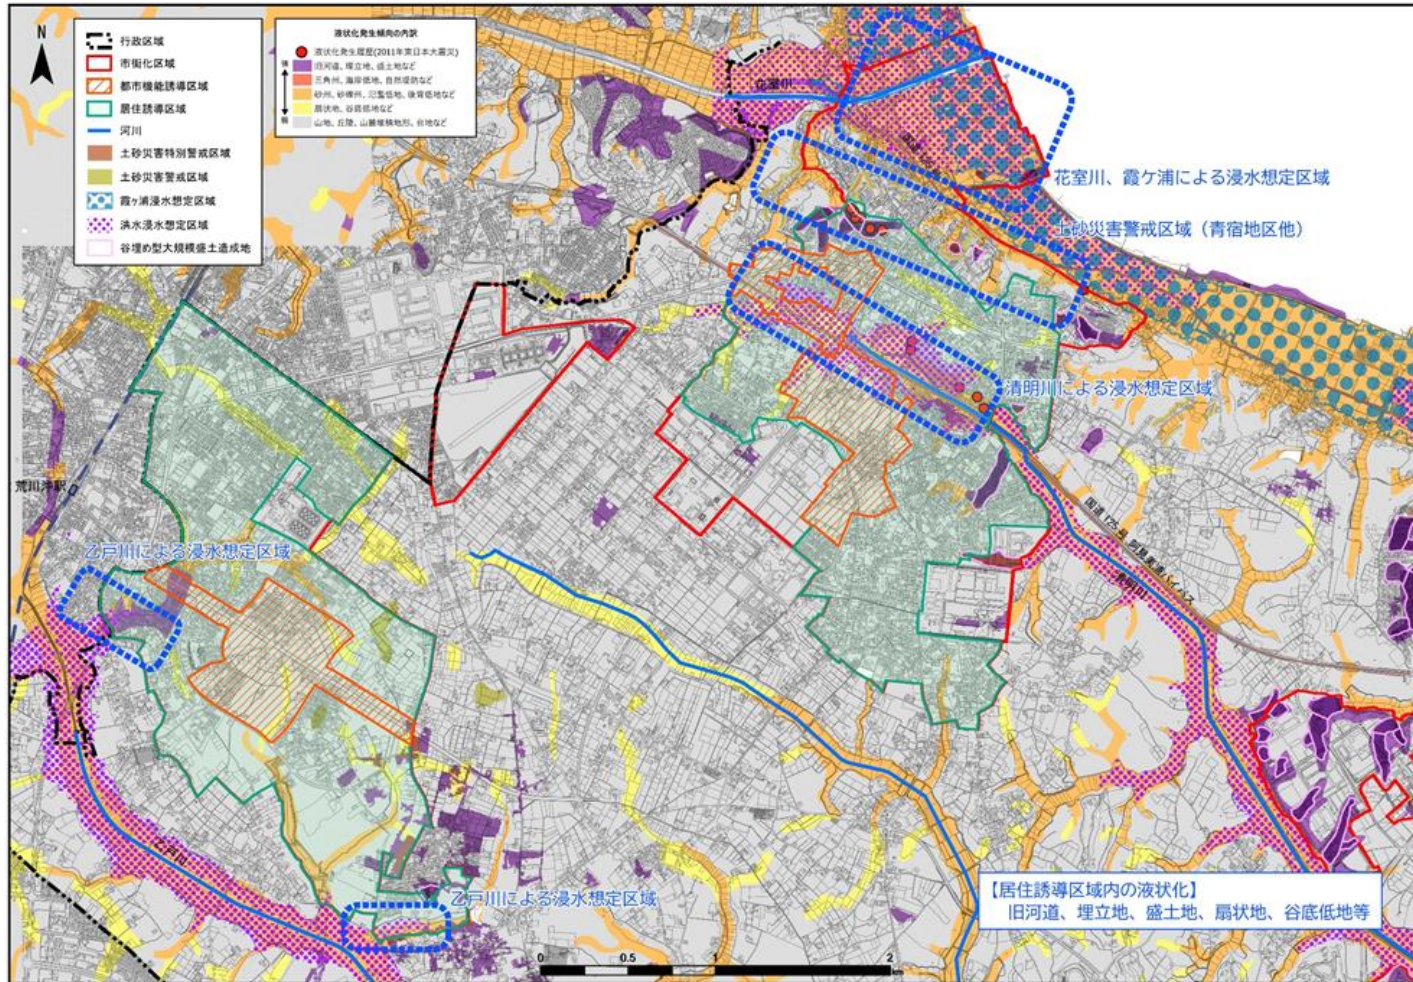 N
行政区域
市街化区域
都市機能誘導区域
居住誘導区域
河川
土砂災害特別警戒区域
土砂災害警戒区域
霞ヶ浦浸水想定区域
洪水浸水想定区域
谷埋め型大規模盛土造成地
液状化発生傾向の内訳
液状化発生履歴(2011年東日本大震災)
強
旧河道、埋立地、盛土地など
三角州、海岸低地、自然堤防など
砂州、砂礫州、氾濫低地、後背低地など
弱
扇状地、谷底低地など
山地、丘陵、山麓堆積地形、台地など
花室川
花室川、霞ケ浦による浸水想定区域
土砂災害警戒区域（青宿地区他）
清明川による浸水想定区域
荒川沖駅
乙戸川による浸水想定区域
国道125号
清明川
乙戸川
乙戸川による浸水想定区域
【居住誘導区域内の液状化】
旧河道、埋立地、盛土地、扇状地、谷底低地等
0 0.5 1 2